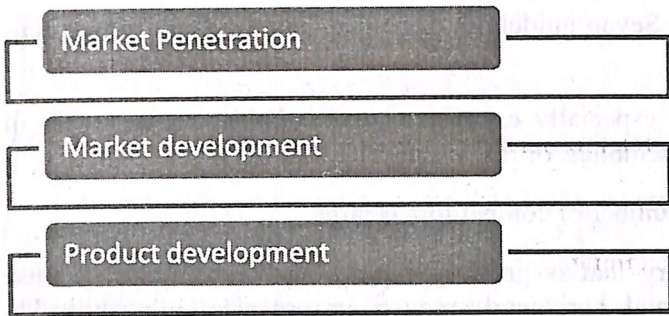 Market Penetration
Market development
Product development